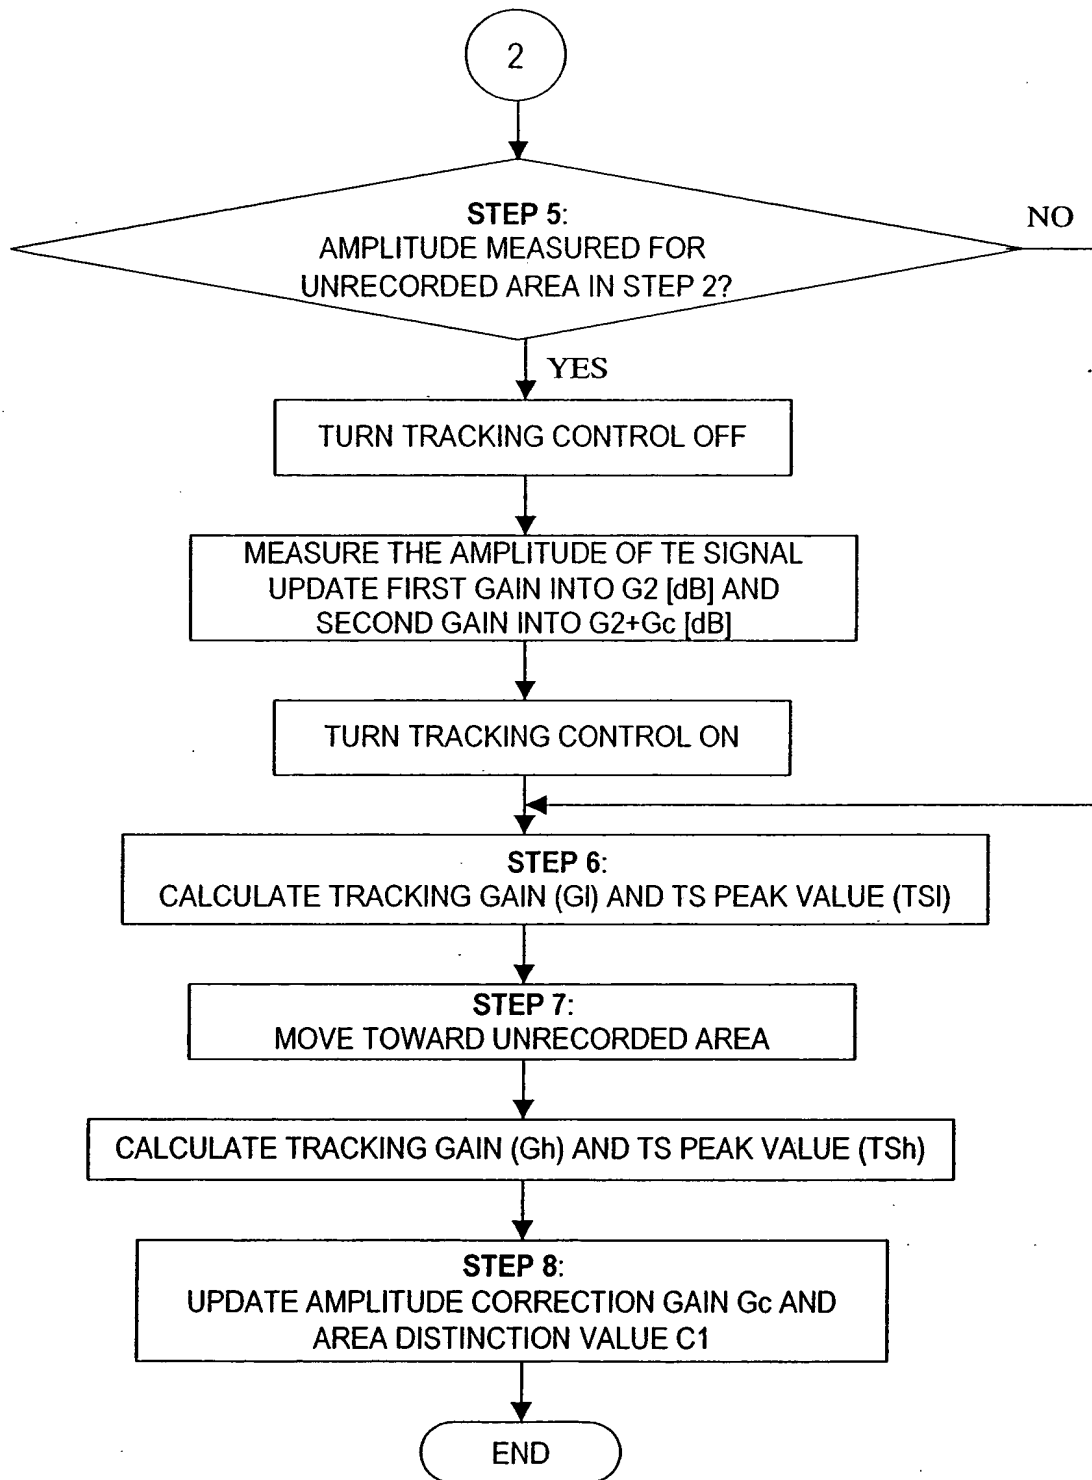 2
STEP 5:
AMPLITUDE MEASURED FOR
UNRECORDED AREA IN STEP 2?
NO
YES
TURN TRACKING CONTROL OFF
MEASURE THE AMPLITUDE OF TE SIGNAL
UPDATE FIRST GAIN INTO G2 [dB] AND
SECOND GAIN INTO G2+Gc [dB]
TURN TRACKING CONTROL ON
STEP 6:
CALCULATE TRACKING GAIN (Gl) AND TS PEAK VALUE (TSl)
STEP 7:
MOVE TOWARD UNRECORDED AREA
CALCULATE TRACKING GAIN (Gh) AND TS PEAK VALUE (TSh)
STEP 8:
UPDATE AMPLITUDE CORRECTION GAIN Gc AND
AREA DISTINCTION VALUE C1
END